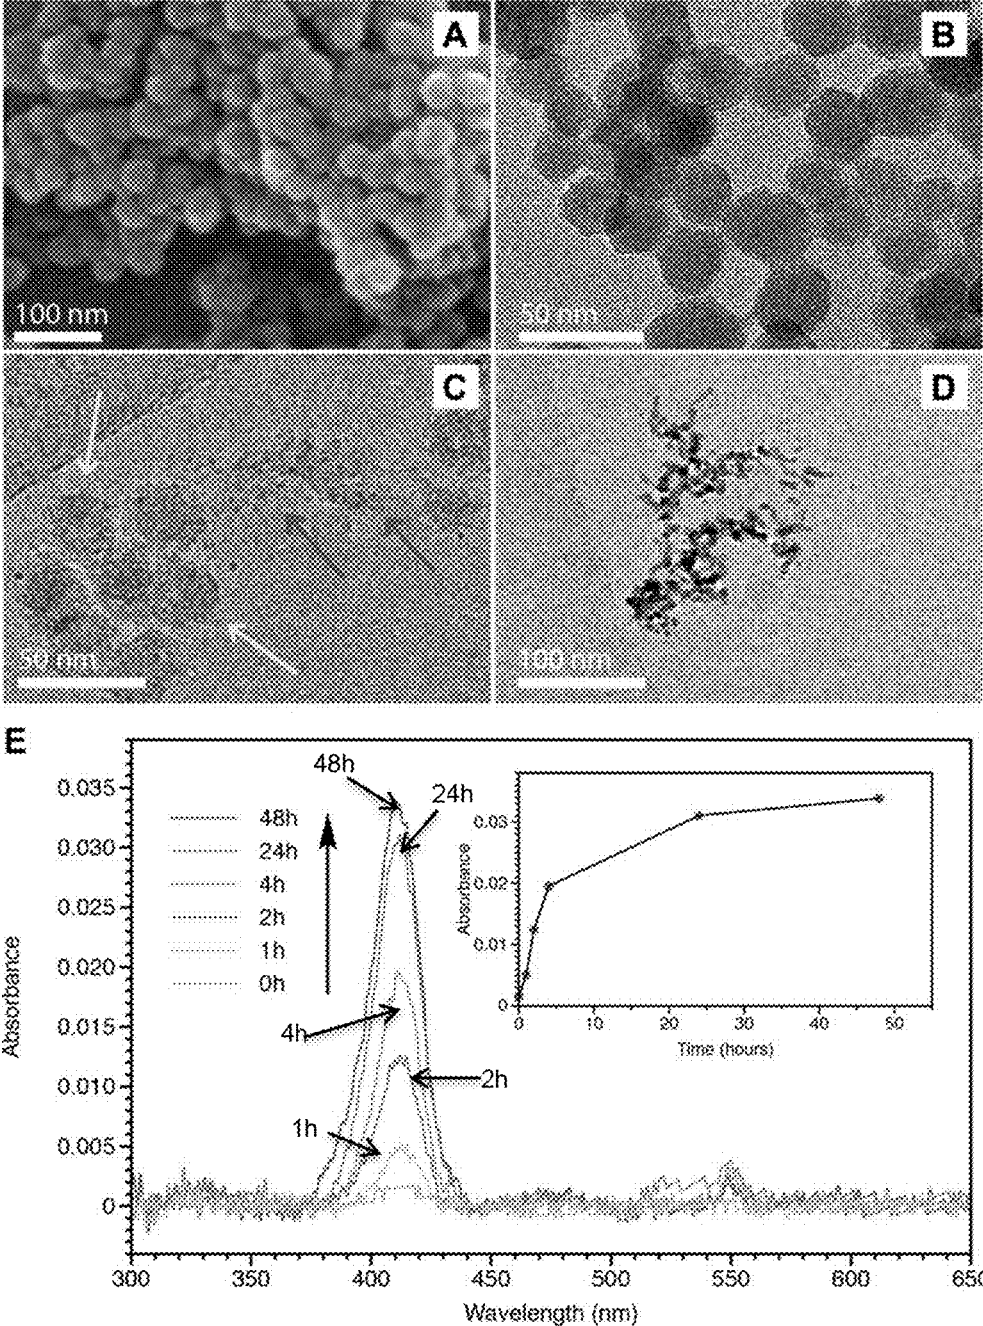 A
B
100 nm
50 nm
C
D
50 nm
100 nm
E
48h
24h
0.035
0.030
0.025
0.020
0.015
0.010
0.005
0
Absorbance
48h
24h
4h
2h
1h
0h
4h
2h
1h
0.03
0.02
0.01
0
Absorbance
0 10 20 30 40 50
Time (hours)
300 350 400 450 500 550 600 650
Wavelength (nm)